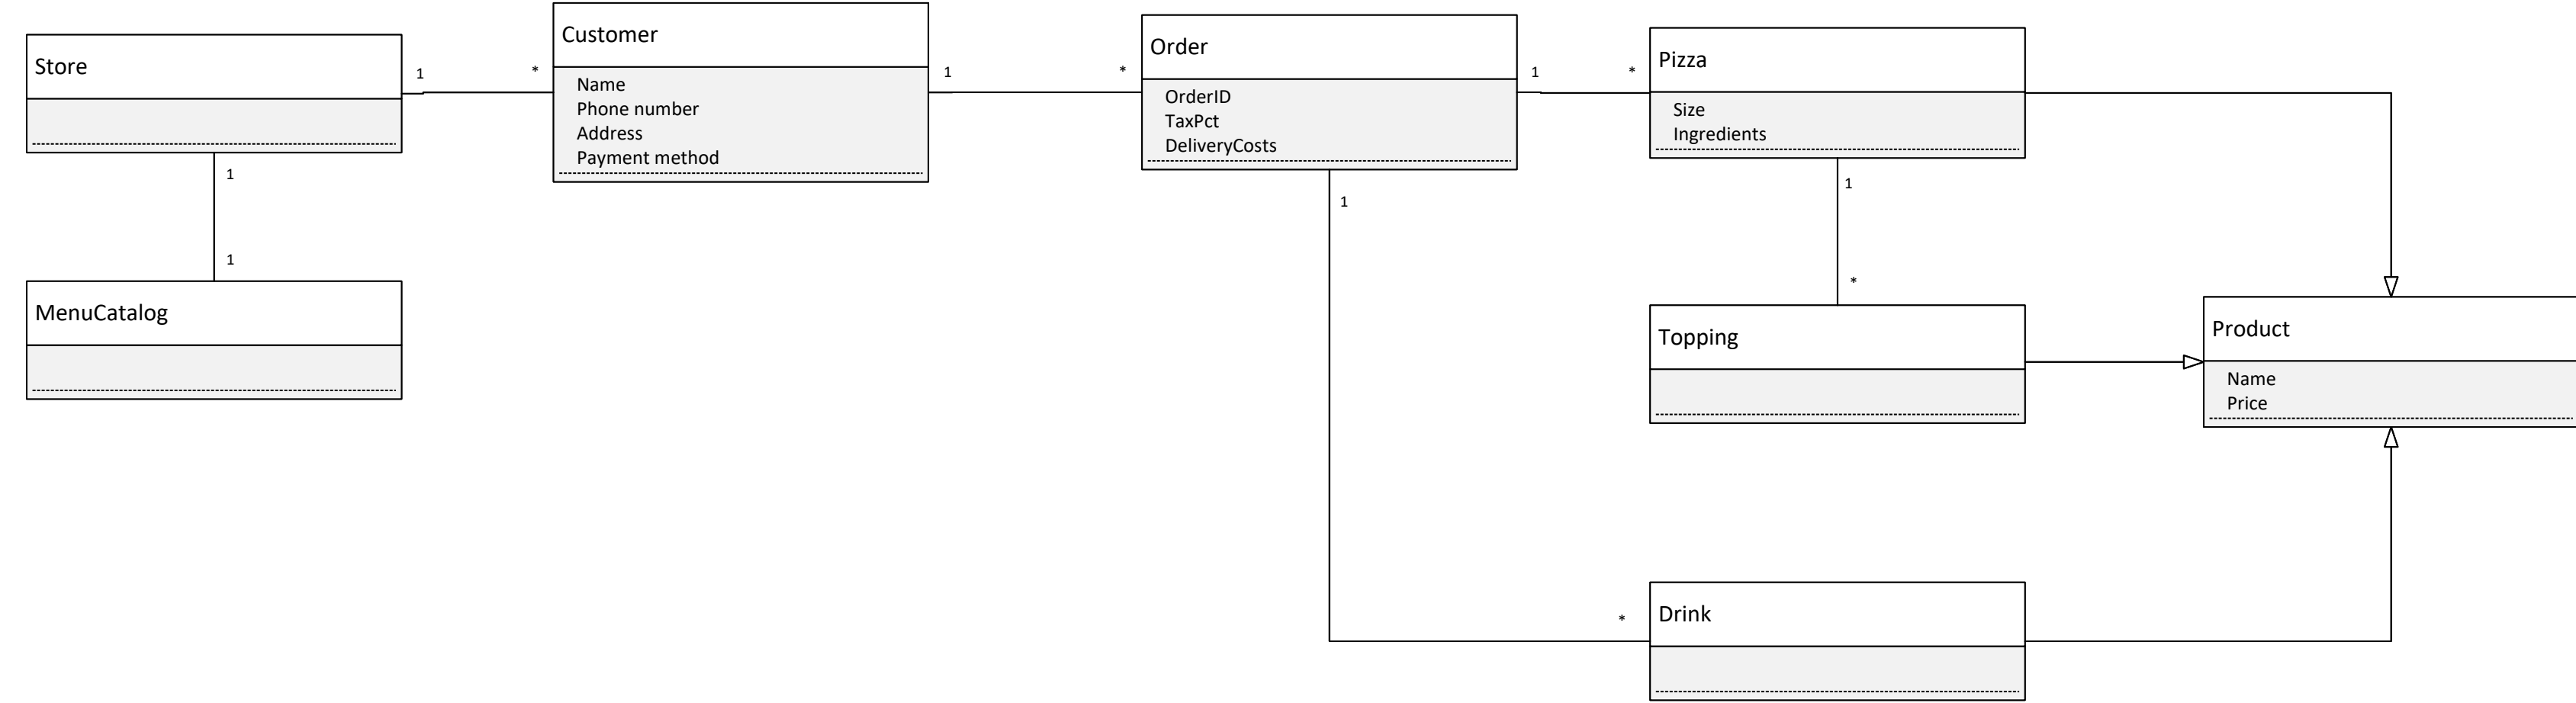 Store
1
*
Customer
Name
Phone number
Address
Payment method
1
*
Order
OrderID
TaxPct
DeliveryCosts
1
*
Pizza
Size
Ingredients
1
1
MenuCatalog
1
*
1
*
Topping
Product
Name
Price
Drink